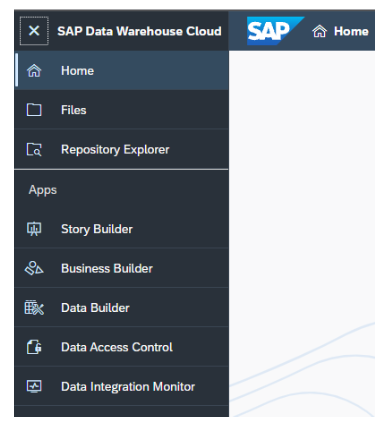 SAP Data Warehouse Cloud
SAP Home
Home
Files
Repository Explorer
Apps
Story Builder
Business Builder
Data Builder
Data Access Control
Data Integration Monitor